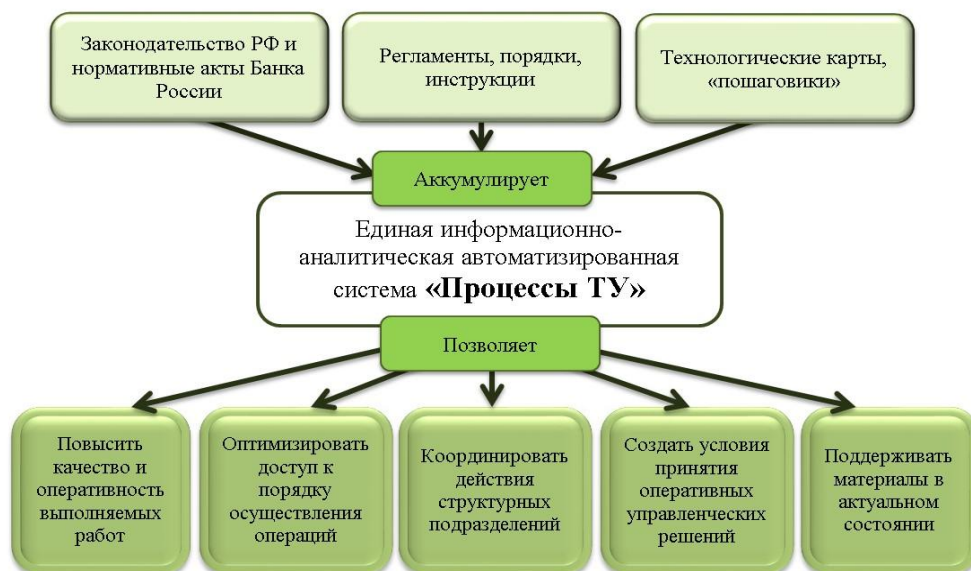 Законодательство РФ и
нормативные акты Банка
России
Регламенты, порядки,
инструкции
Технологические карты,
«пошаговики»
Аккумулирует
Единая информационно-
аналитическая автоматизированная
система «Процессы ТУ»
Позволяет
Повысить
качество и
оперативность
выполняемых
работ
Оптимизировать
доступ к
порядку
осуществления
операций
Координировать
действия
структурных
подразделений
Создать условия
принятия
оперативных
управленческих
решений
Поддерживать
материалы в
актуальном
состоянии